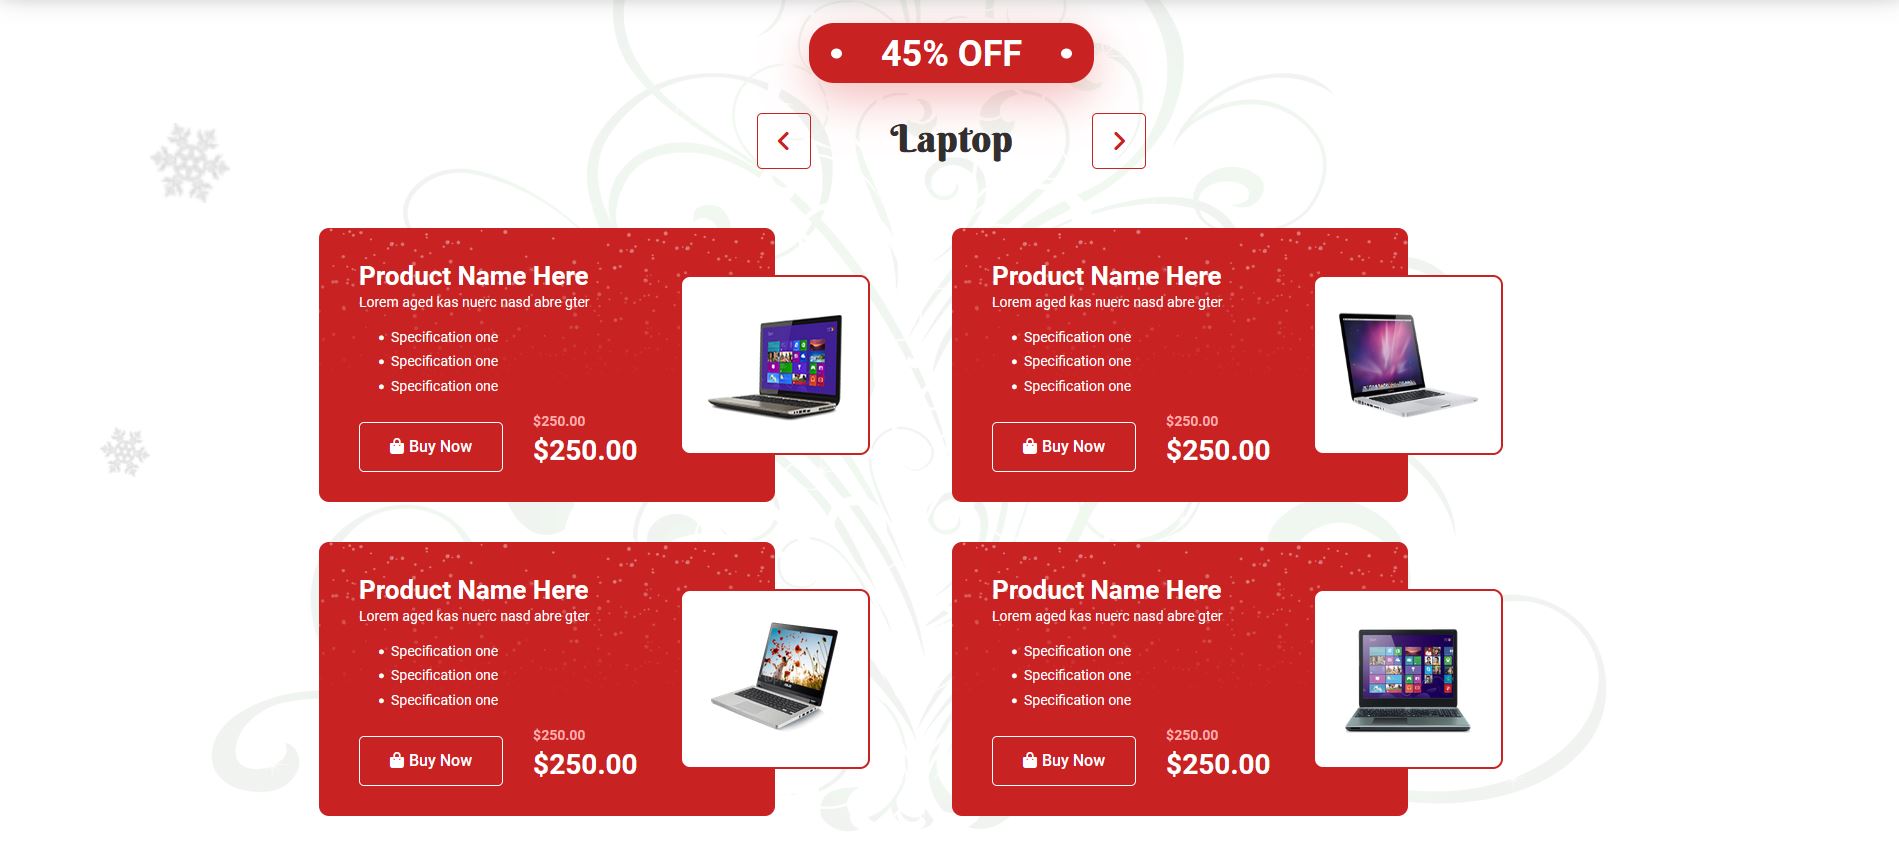 45% OFF
Laptop
Product Name Here
Lorem aged kas nuerc nasd abre gter
Specification one
Specification one
Specification one
Buy Now
$250.00
$250.00
Product Name Here
Lorem aged kas nuerc nasd abre gter
Specification one
Specification one
Specification one
Buy Now
$250.00
$250.00
Product Name Here
Lorem aged kas nuerc nasd abre gter
Specification one
Specification one
Specification one
Buy Now
$250.00
$250.00
Product Name Here
Lorem aged kas nuerc nasd abre gter
Specification one
Specification one
Specification one
Buy Now
$250.00
$250.00